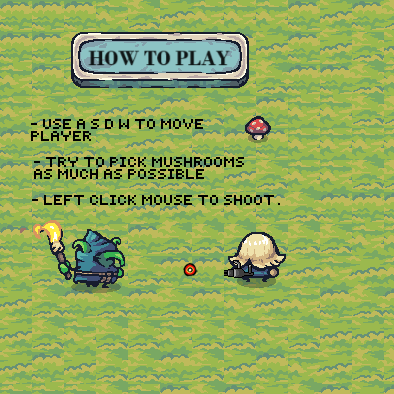 HOW TO PLAY
- USE A S D W TO MOVE
PLAYER
- TRY TO PICK MUSHROOMS
AS MUCH AS POSSIBLE
- LEFT CLICK MOUSE TO SHOOT.